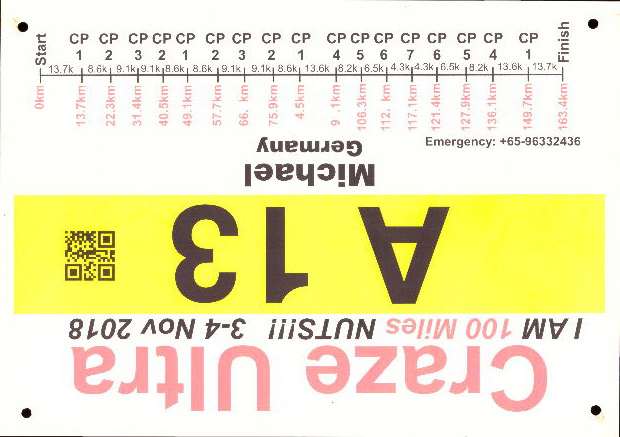 Start CP CP CP CP CP CP CP CP CP CP CP CP CP CP CP CP CP Finish
1 2 3 2 1 2 3 2 1 4 5 6 7 6 5 4 1
13.7k 8.6k 9.1k 9.1k 8.6k 8.6k 9.1k 9.1k 8.6k 13.6k 8.2k 6.5k 4.3k 4.3k 6.5k 8.2k 13.6k 13.7k
0km 13.7km 22.3km 31.4km 40.5km 49.1km 57.7km 75.9km 106.3km 117.1km 121.4km 127.9km 136.1km 149.7km 163.4km
Emergency: +65-96332436
Craze Ultra
I AM 100 Miles NUTS!!! 3-4 Nov 2018
A 13
Michael
Germany